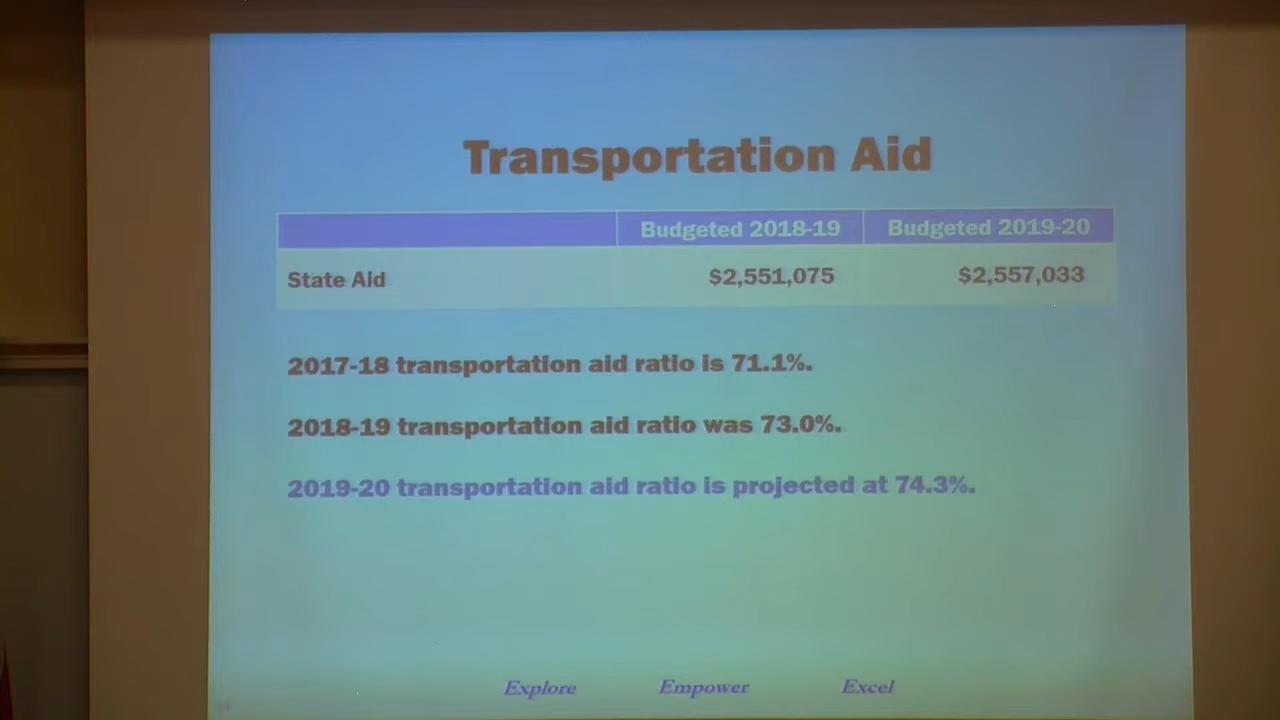 Transportation Aid
Budgeted 2018-19 Budgeted 2019-20
State Aid $2,551,075 $2,557,033
2017-18 transportation aid ratio is 71.1%.
2018-19 transportation aid ratio was 73.0%.
2019-20 transportation aid ratio is projected at 74.3%.
Explore Empower Excel